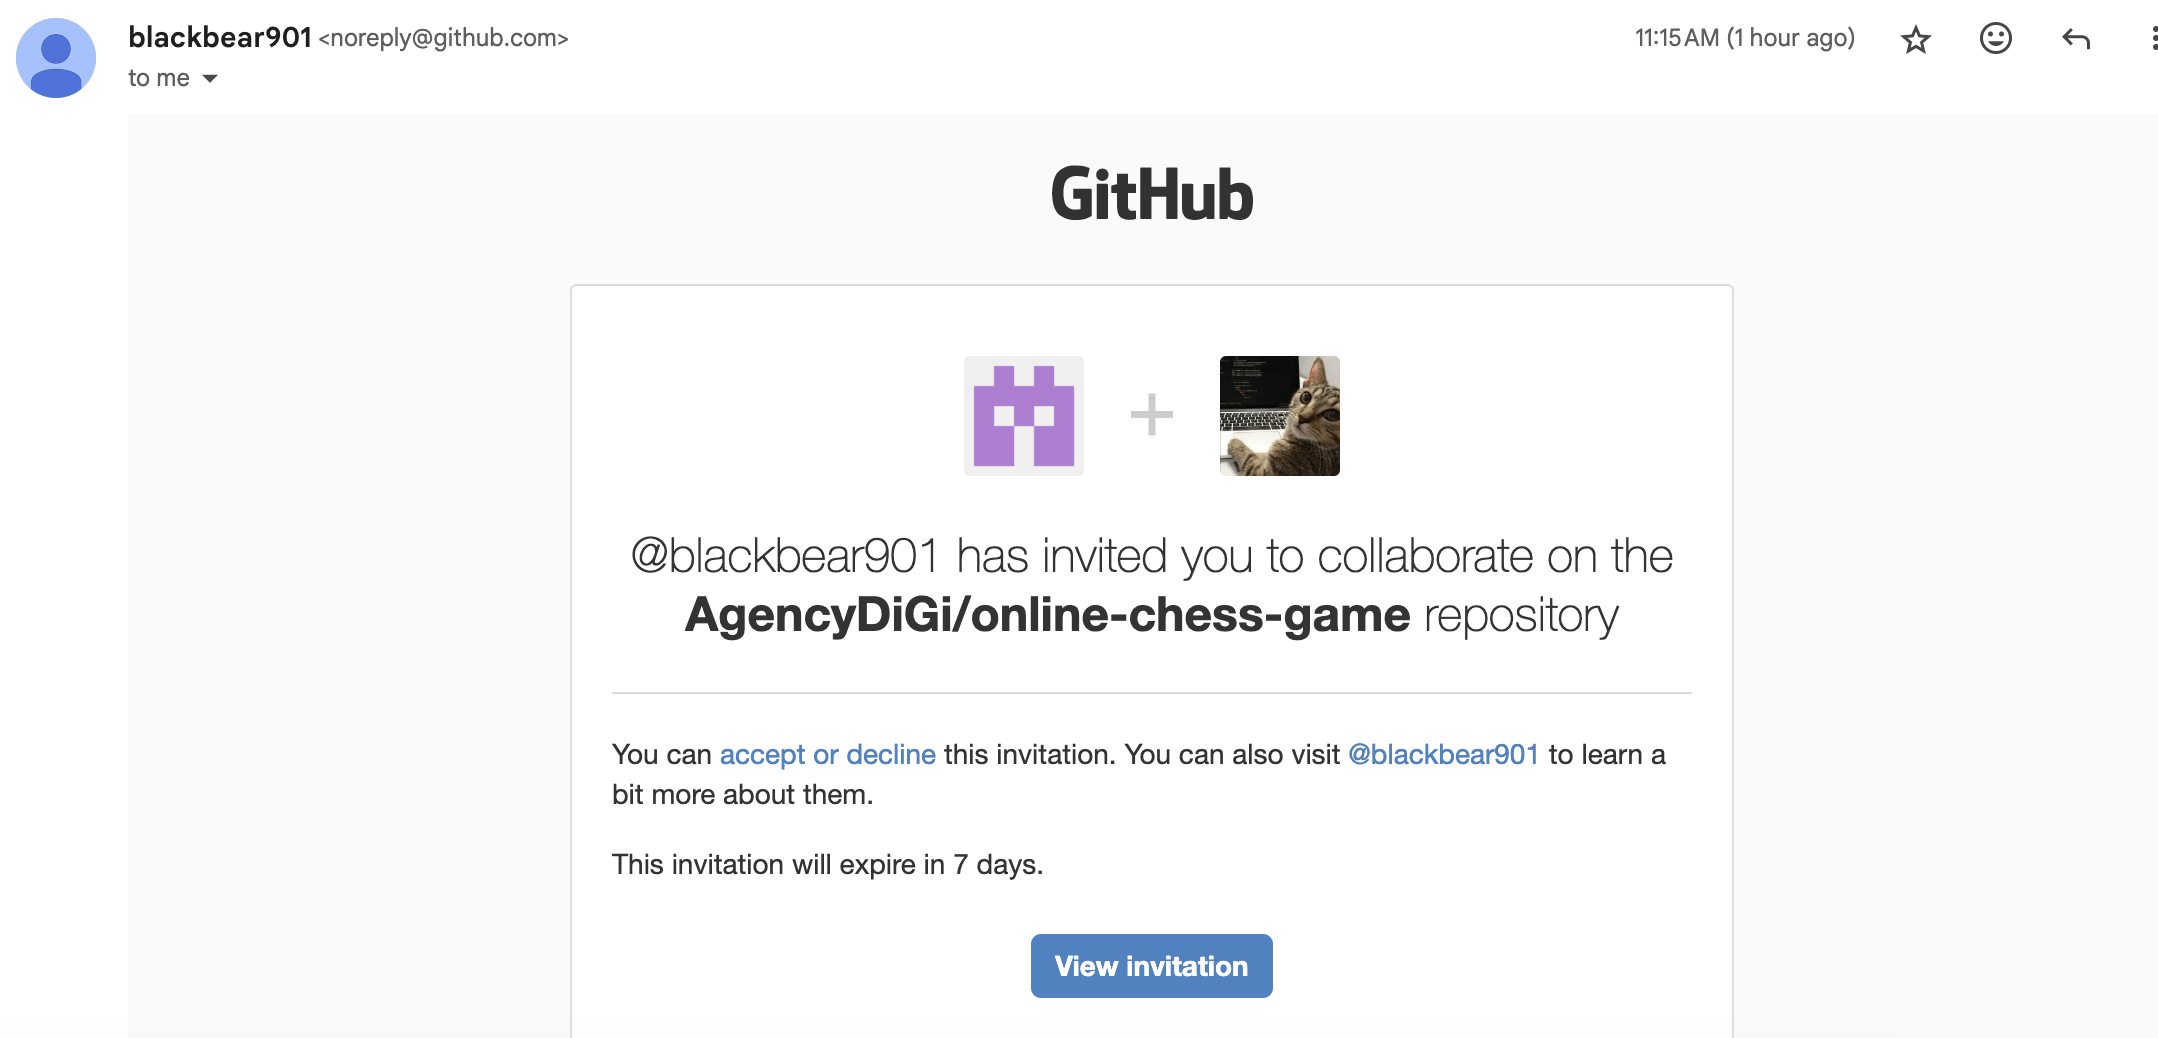 blackbear901 <noreply@github.com>
11:15 AM (1 hour ago)
to me
GitHub
@blackbear901 has invited you to collaborate on the
AgencyDiGi/online-chess-game repository
You can accept or decline this invitation. You can also visit @blackbear901 to learn a
bit more about them.
This invitation will expire in 7 days.
View invitation